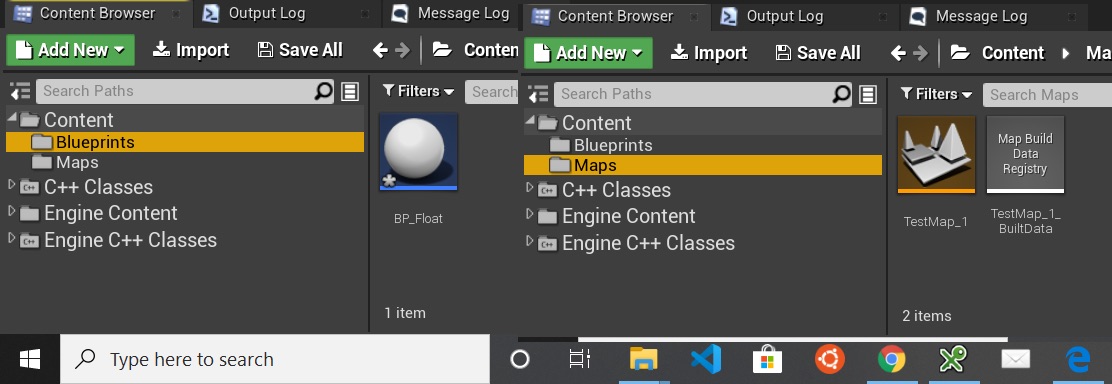 Content Browser
Output Log
Message Log
Add New
Import
Save All
Conten
Search Paths
Filters
Search
Content
Blueprints
Maps
C++ Classes
Engine Content
Engine C++ Classes
BP_Float
1 item
Content Browser
Output Log
Message Log
Add New
Import
Save All
Content
Ma
Search Paths
Filters
Search Maps
Content
Blueprints
Maps
C++ Classes
Engine Content
Engine C++ Classes
Map Build
Data
Registry
TestMap_1
TestMap_1_
BuiltData
2 items
Type here to search